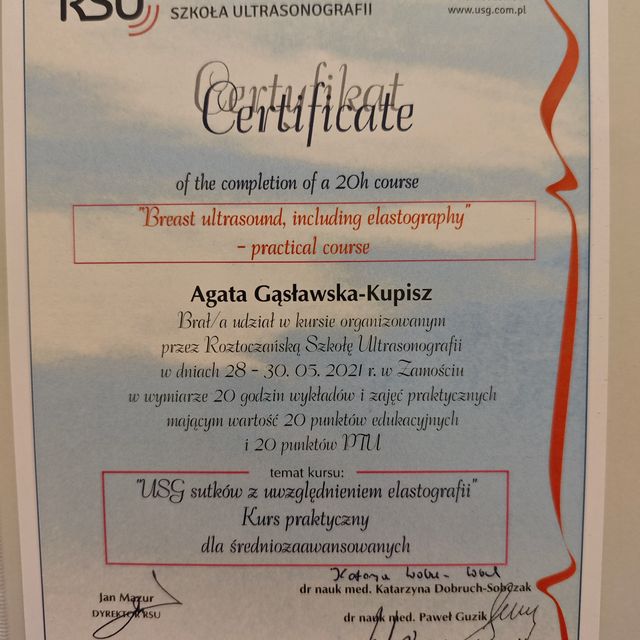 RSU
SZKOŁA ULTRASONOGRAFII
www.usg.com.pl
Certyfikat
Certificate
of the completion of a 20h course
"Breast ultrasound, including elastography"
- practical course
Agata Gąsławska-Kupisz
Brał/a udział w kursie organizowanym
przez Roztoczańską Szkołę Ultrasonografii
w dniach 28 - 30. 05. 2021 r. w Zamościu
w wymiarze 20 godzin wykładów i zajęć praktycznych
mającym wartość 20 punktów edukacyjnych
i 20 punktów PTU
temat kursu:
"USG sutków z uwzględnieniem elastografii"
Kurs praktyczny
dla średniozaawansowanych
Jan Mazur
DYREKTOR RSU
dr nauk med. Katarzyna Dobruch-Sobczak
dr nauk med. Paweł Guzik